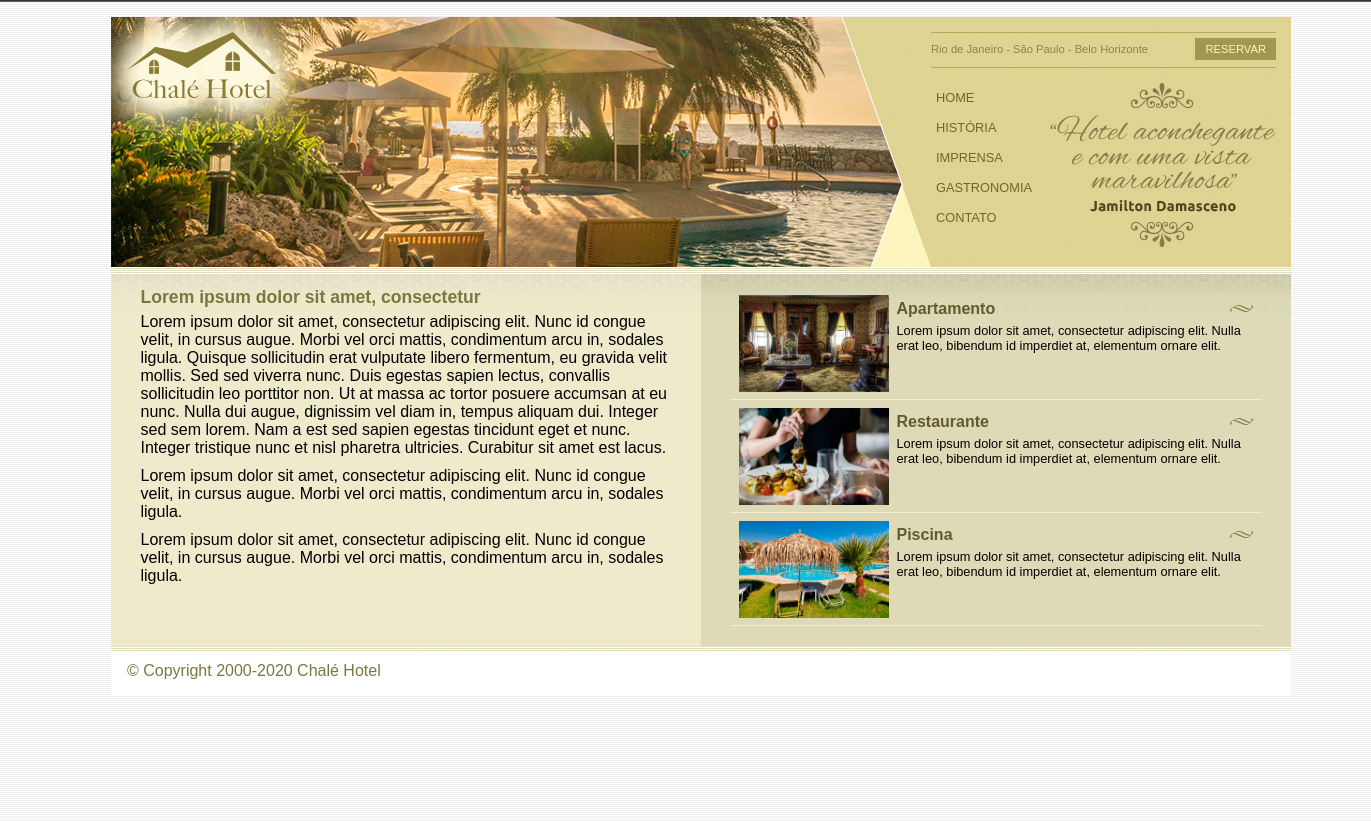 Chalé Hotel
Rio de Janeiro - São Paulo - Belo Horizonte
RESERVAR
HOME
HISTÓRIA
IMPRENSA
GASTRONOMIA
CONTATO
“Hotel aconchegante
e com uma vista
maravilhosa”
Jamilton Damasceno
Lorem ipsum dolor sit amet, consectetur
Lorem ipsum dolor sit amet, consectetur adipiscing elit. Nunc id congue
velit, in cursus augue. Morbi vel orci mattis, condimentum arcu in, sodales
ligula. Quisque sollicitudin erat vulputate libero fermentum, eu gravida velit
mollis. Sed sed viverra nunc. Duis egestas sapien lectus, convallis
sollicitudin leo porttitor non. Ut at massa ac tortor posuere accumsan at eu
nunc. Nulla dui augue, dignissim vel diam in, tempus aliquam dui. Integer
sed sem lorem. Nam a est sed sapien egestas tincidunt eget et nunc.
Integer tristique nunc et nisl pharetra ultricies. Curabitur sit amet est lacus.
Lorem ipsum dolor sit amet, consectetur adipiscing elit. Nunc id congue
velit, in cursus augue. Morbi vel orci mattis, condimentum arcu in, sodales
ligula.
Lorem ipsum dolor sit amet, consectetur adipiscing elit. Nunc id congue
velit, in cursus augue. Morbi vel orci mattis, condimentum arcu in, sodales
ligula.
Apartamento
Lorem ipsum dolor sit amet, consectetur adipiscing elit. Nulla
erat leo, bibendum id imperdiet at, elementum ornare elit.
Restaurante
Lorem ipsum dolor sit amet, consectetur adipiscing elit. Nulla
erat leo, bibendum id imperdiet at, elementum ornare elit.
Piscina
Lorem ipsum dolor sit amet, consectetur adipiscing elit. Nulla
erat leo, bibendum id imperdiet at, elementum ornare elit.
© Copyright 2000-2020 Chalé Hotel